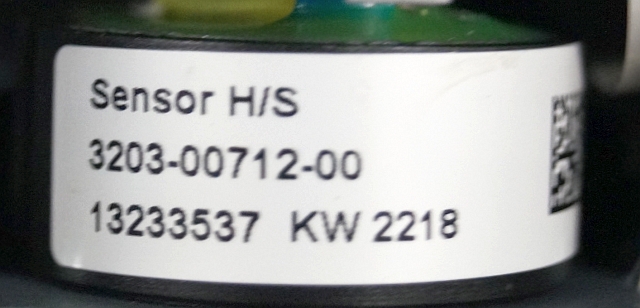 Sensor H/S
3203-00712-00
13233537 KW 2218